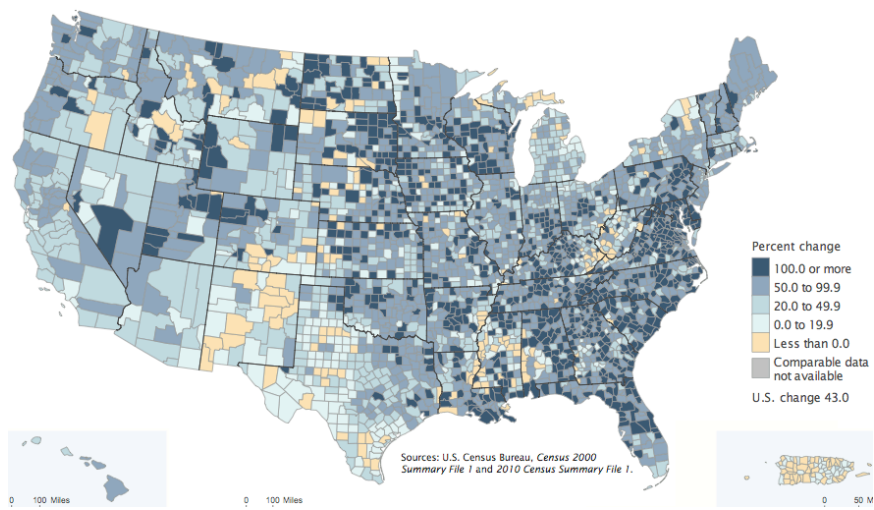 Percent change
100.0 or more
50.0 to 99.9
20.0 to 49.9
0.0 to 19.9
Less than 0.0
Comparable data
not available
U.S. change 43.0
Sources: U.S. Census Bureau, Census 2000
Summary File 1 and 2010 Census Summary File 1.
0 100 Miles
0 100 Miles
0 50 M